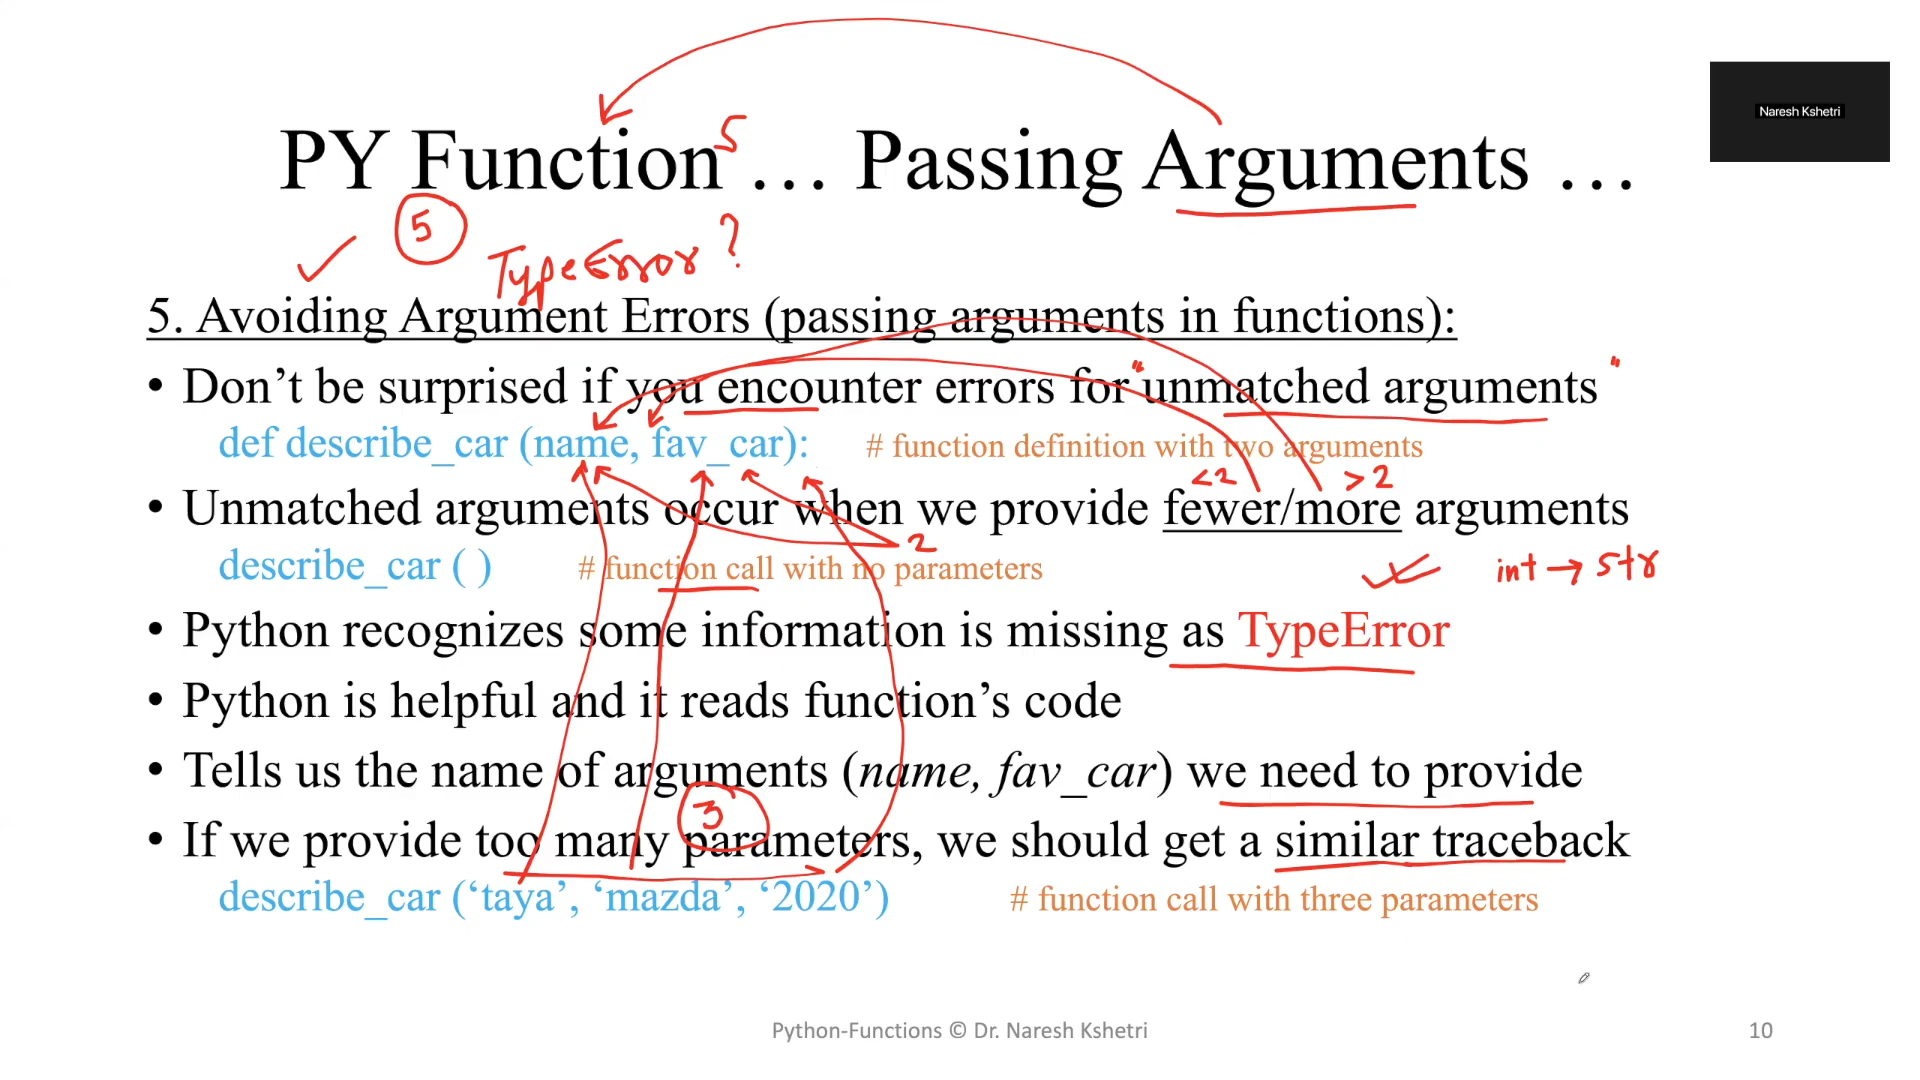 Naresh Kshetri
PY Functions ... Passing Arguments ...
5
TypeError ?
5. Avoiding Argument Errors (passing arguments in functions):
• Don’t be surprised if you encounter errors for "unmatched arguments"
def describe_car (name, fav_car): # function definition with two arguments
<2 >2
• Unmatched arguments occur when we provide fewer/more arguments
2
describe_car ( ) # function call with no parameters
int → str
• Python recognizes some information is missing as TypeError
• Python is helpful and it reads function’s code
• Tells us the name of arguments (name, fav_car) we need to provide
3
• If we provide too many parameters, we should get a similar traceback
describe_car (‘taya’, ‘mazda’, ‘2020’) # function call with three parameters
Python-Functions © Dr. Naresh Kshetri
10